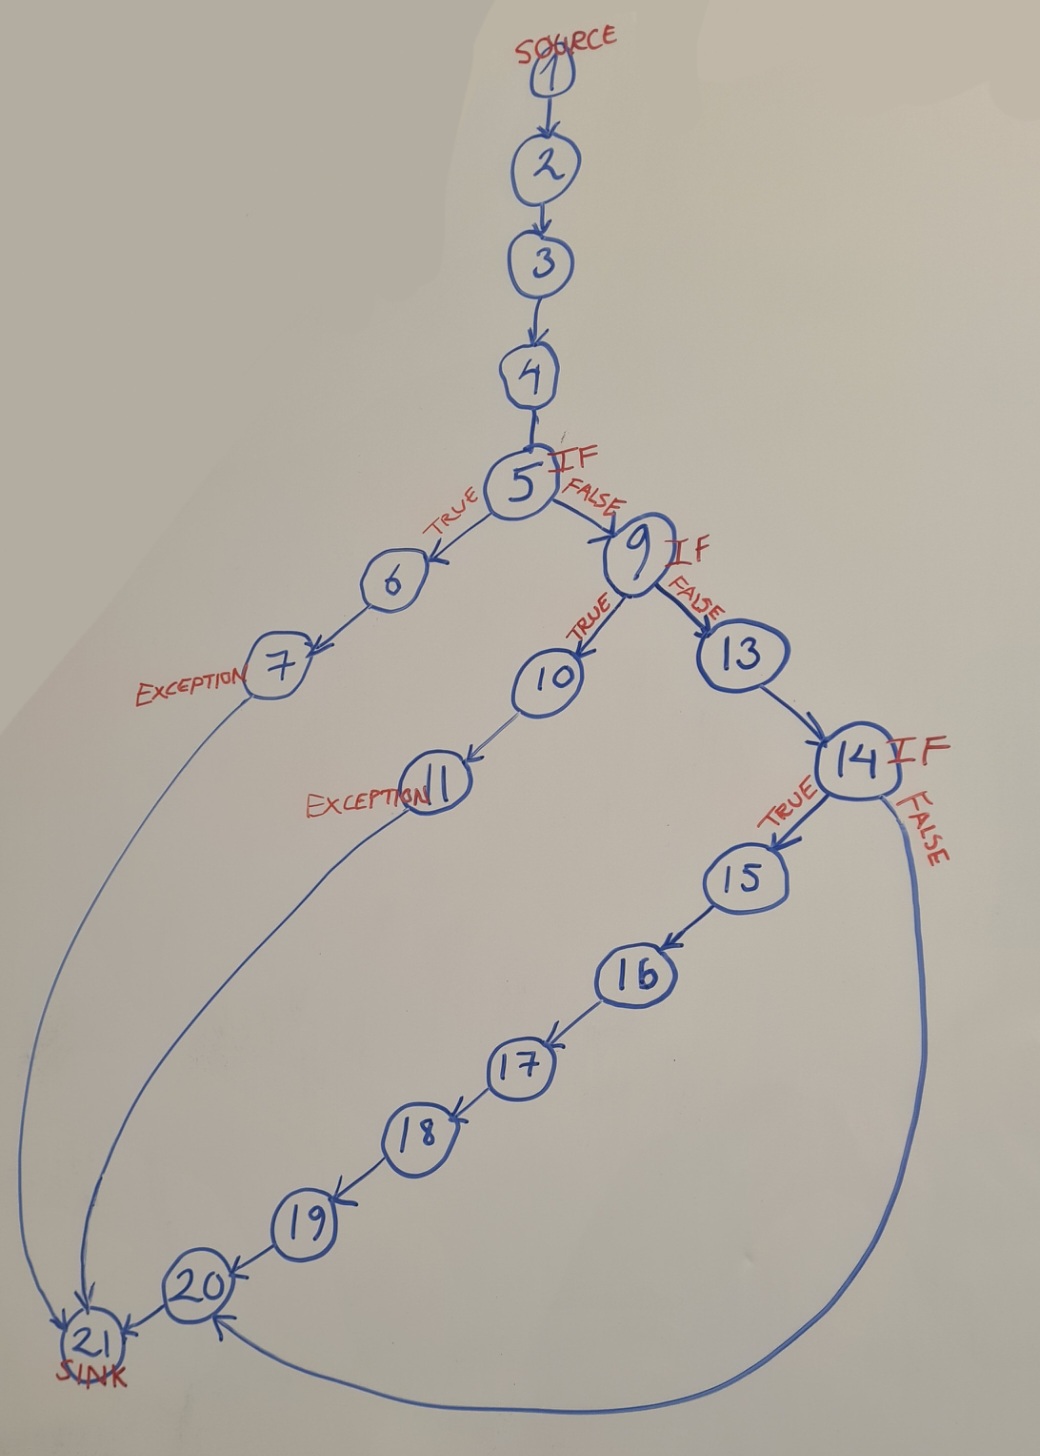 SOURCE
1
2
3
4
5 IF
TRUE
FALSE
9 IF
6
TRUE
FALSE
7
EXCEPTION
10
13
11
EXCEPTION
14 IF
TRUE
FALSE
15
16
17
18
19
20
21
SINK